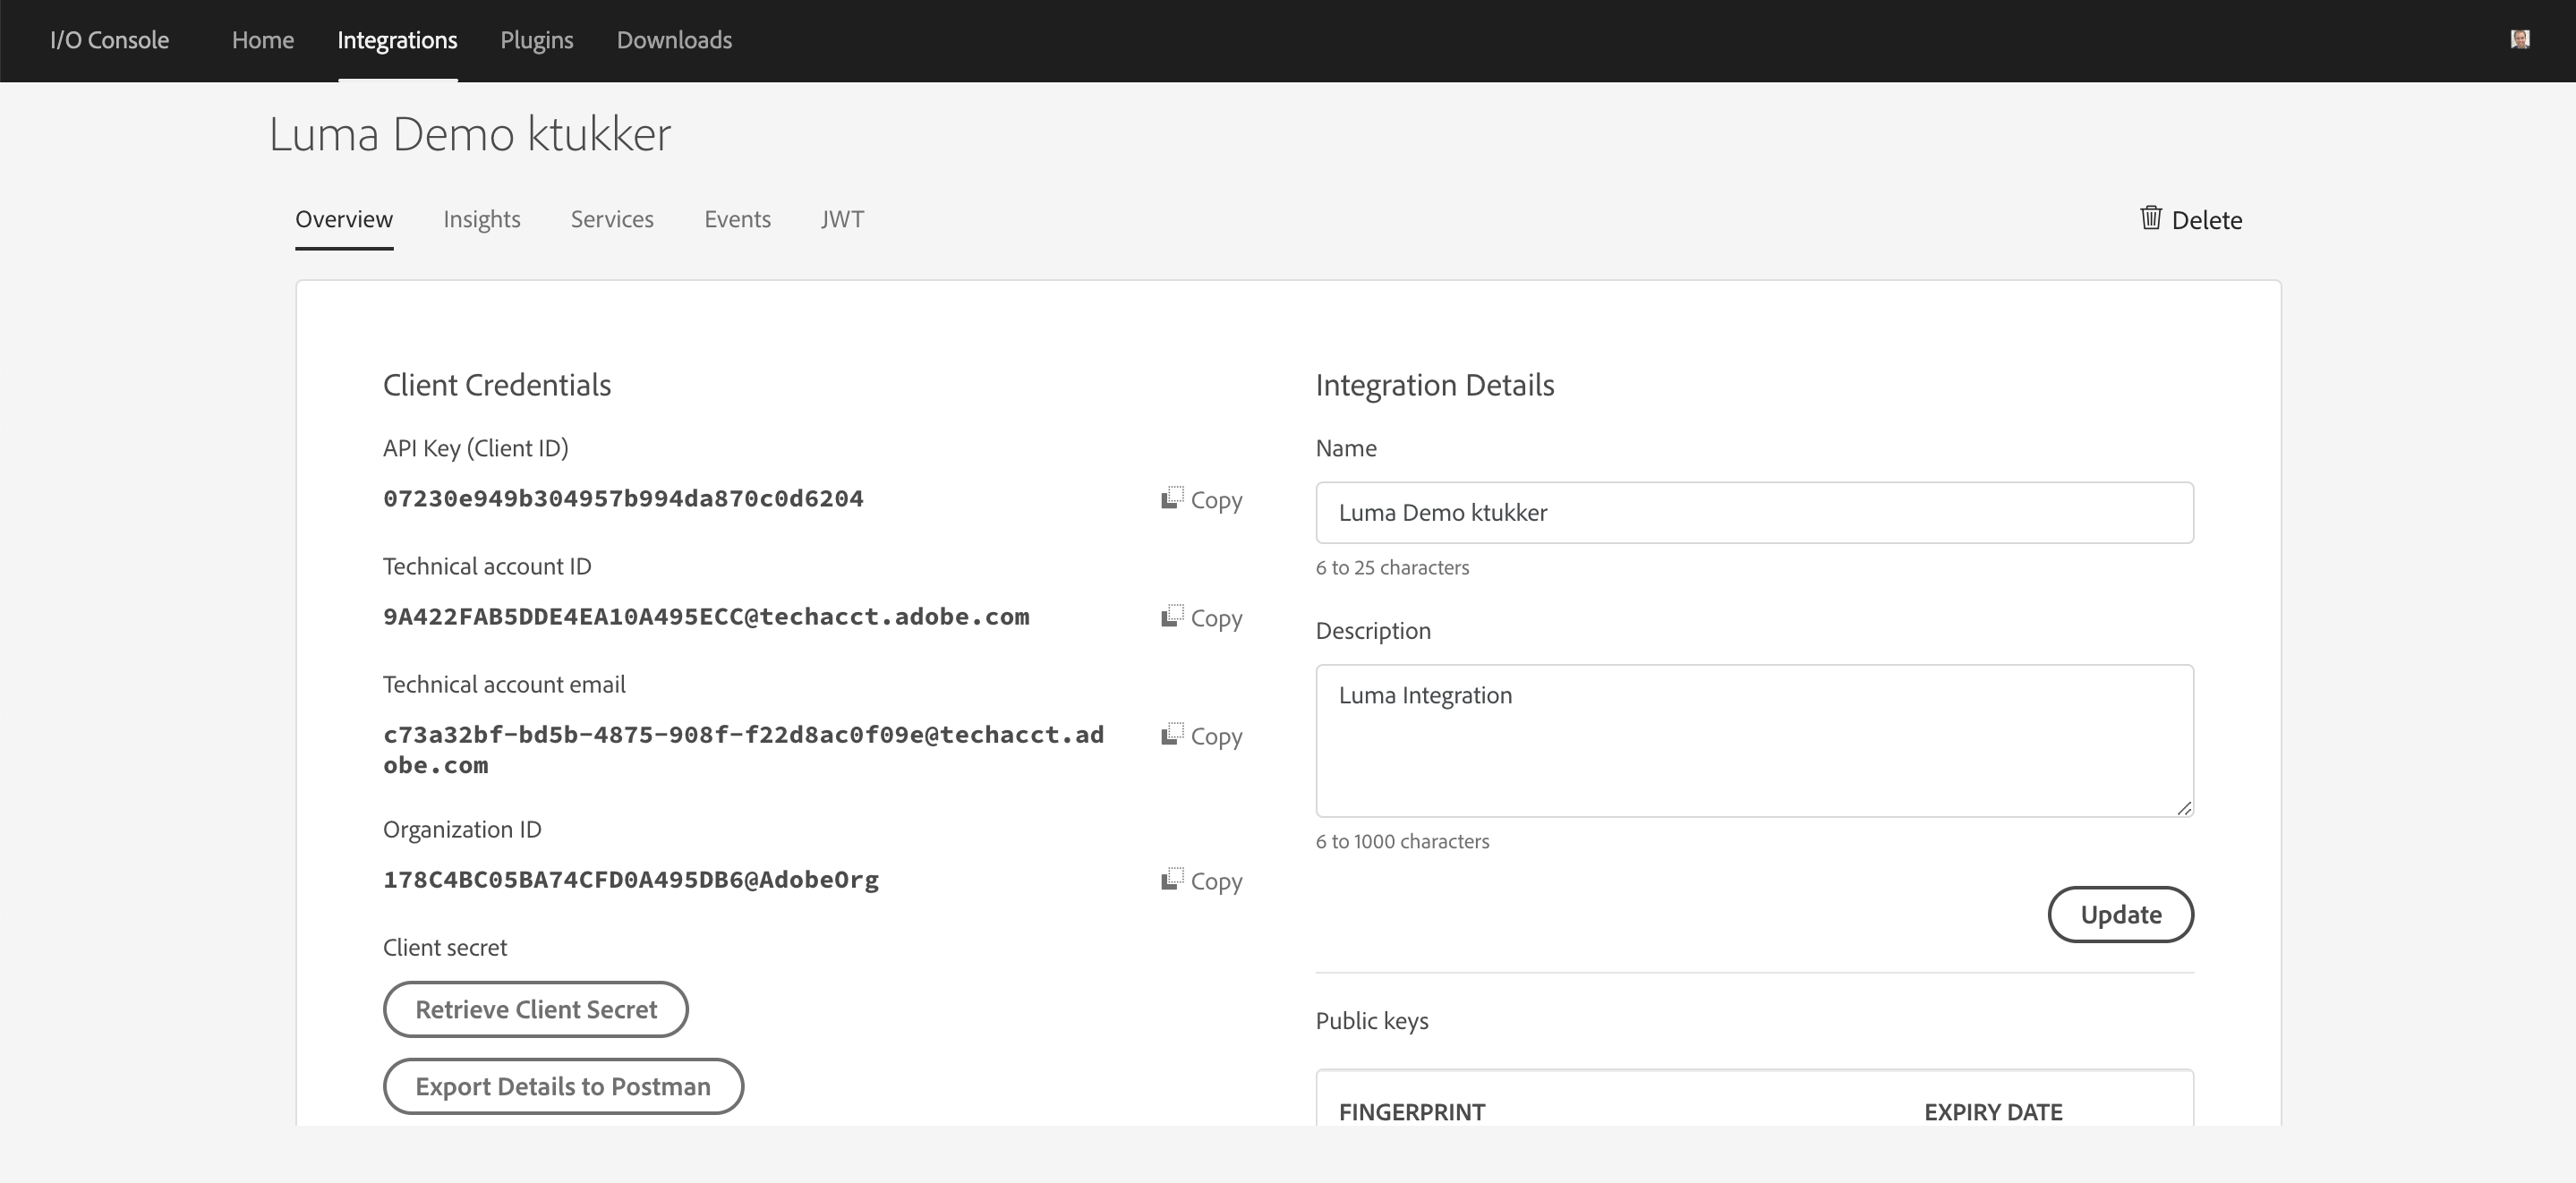 I/O Console Home Integrations Plugins Downloads
Luma Demo ktukker
Overview Insights Services Events JWT Delete
Client Credentials
API Key (Client ID)
07230e949b304957b994da870c0d6204 Copy
Technical account ID
9A422FAB5DDE4EA10A495ECC@techacct.adobe.com Copy
Technical account email
c73a32bf-bd5b-4875-908f-f22d8ac0f09e@techacct.ad Copy
obe.com
Organization ID
178C4BC05BA74CFD0A495DB6@AdobeOrg Copy
Client secret
Retrieve Client Secret
Export Details to Postman
Integration Details
Name
Luma Demo ktukker
6 to 25 characters
Description
Luma Integration
6 to 1000 characters
Update
Public keys
FINGERPRINT EXPIRY DATE